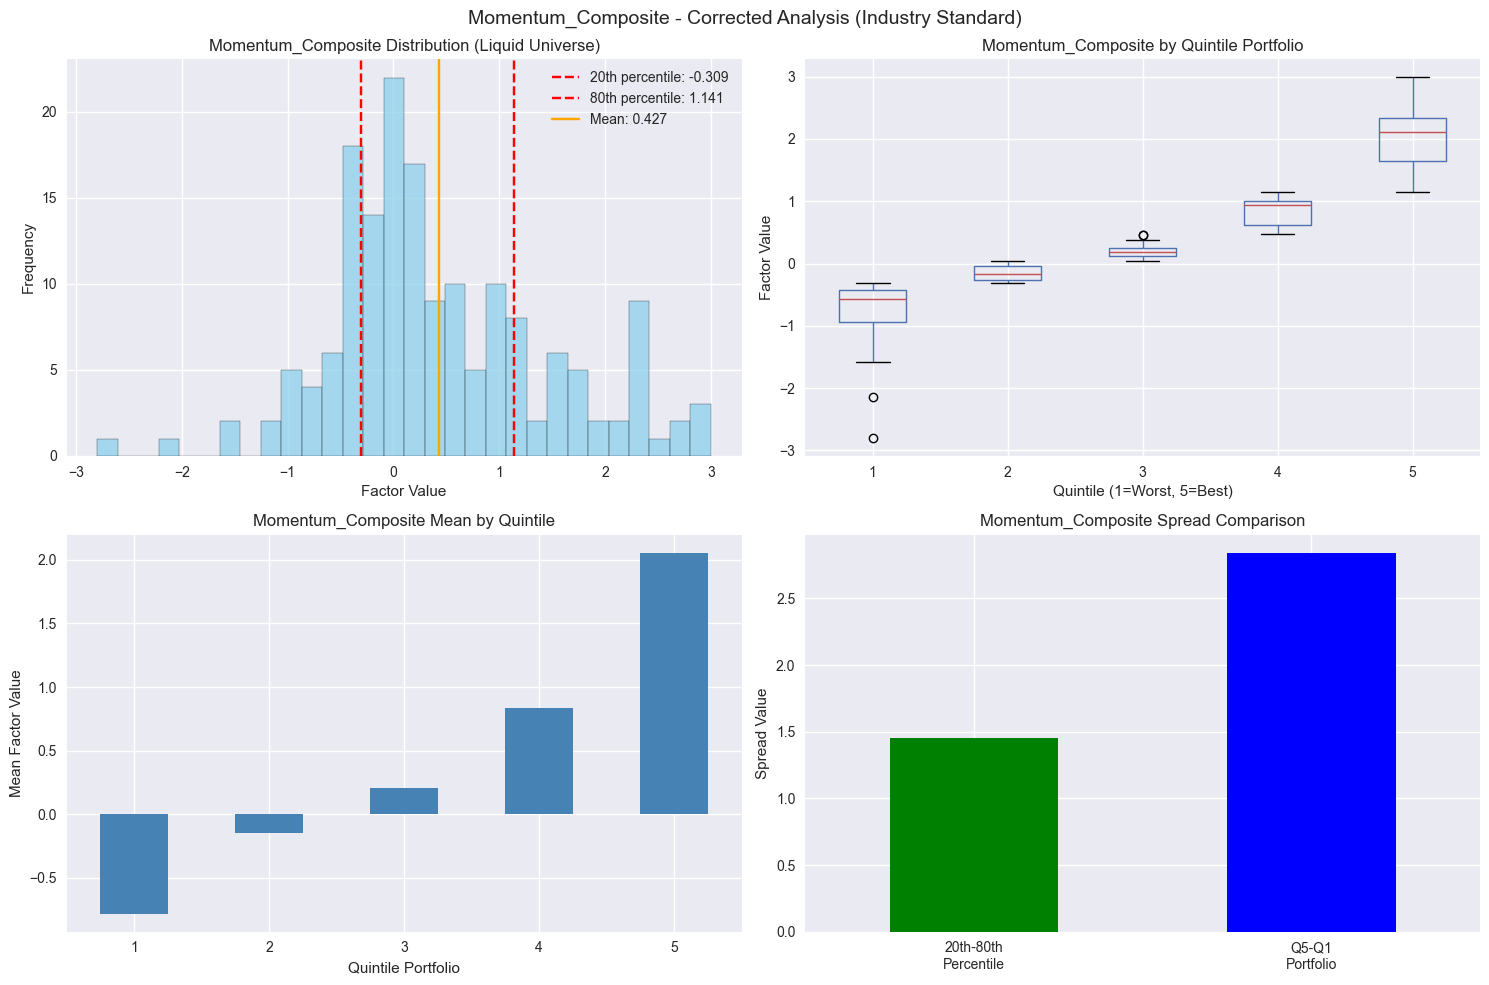 Momentum_Composite - Corrected Analysis (Industry Standard)
Momentum_Composite Distribution (Liquid Universe)
20th percentile: -0.309
80th percentile: 1.141
Mean: 0.427
Frequency
20
15
10
5
0
−3
−2
−1
0
1
2
3
Factor Value
Momentum_Composite by Quintile Portfolio
Factor Value
3
2
1
0
−1
−2
−3
1
2
3
4
5
Quintile (1=Worst, 5=Best)
Momentum_Composite Mean by Quintile
Mean Factor Value
2.0
1.5
1.0
0.5
0.0
−0.5
1
2
3
4
5
Quintile Portfolio
Momentum_Composite Spread Comparison
Spread Value
2.5
2.0
1.5
1.0
0.5
0.0
20th-80th
Percentile
Q5-Q1
Portfolio